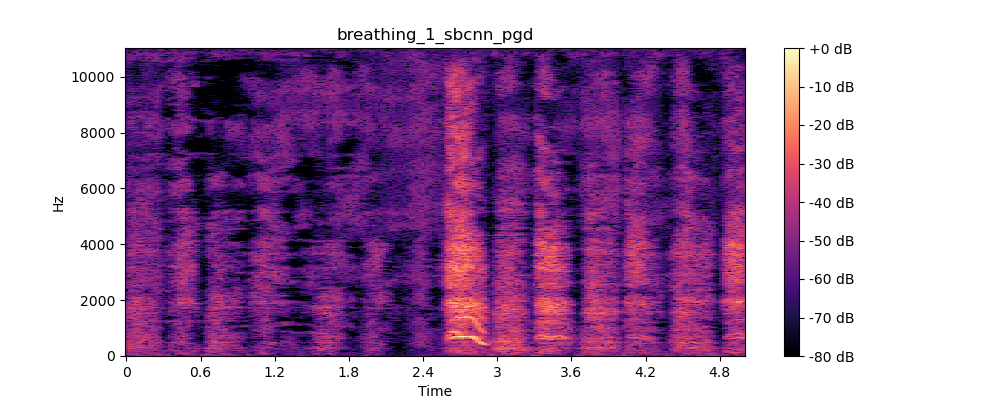 breathing_1_sbcnn_pgd
10000
8000
6000
4000
2000
0
Hz
0 0.6 1.2 1.8 2.4 3 3.6 4.2 4.8
Time
+0 dB
-10 dB
-20 dB
-30 dB
-40 dB
-50 dB
-60 dB
-70 dB
-80 dB